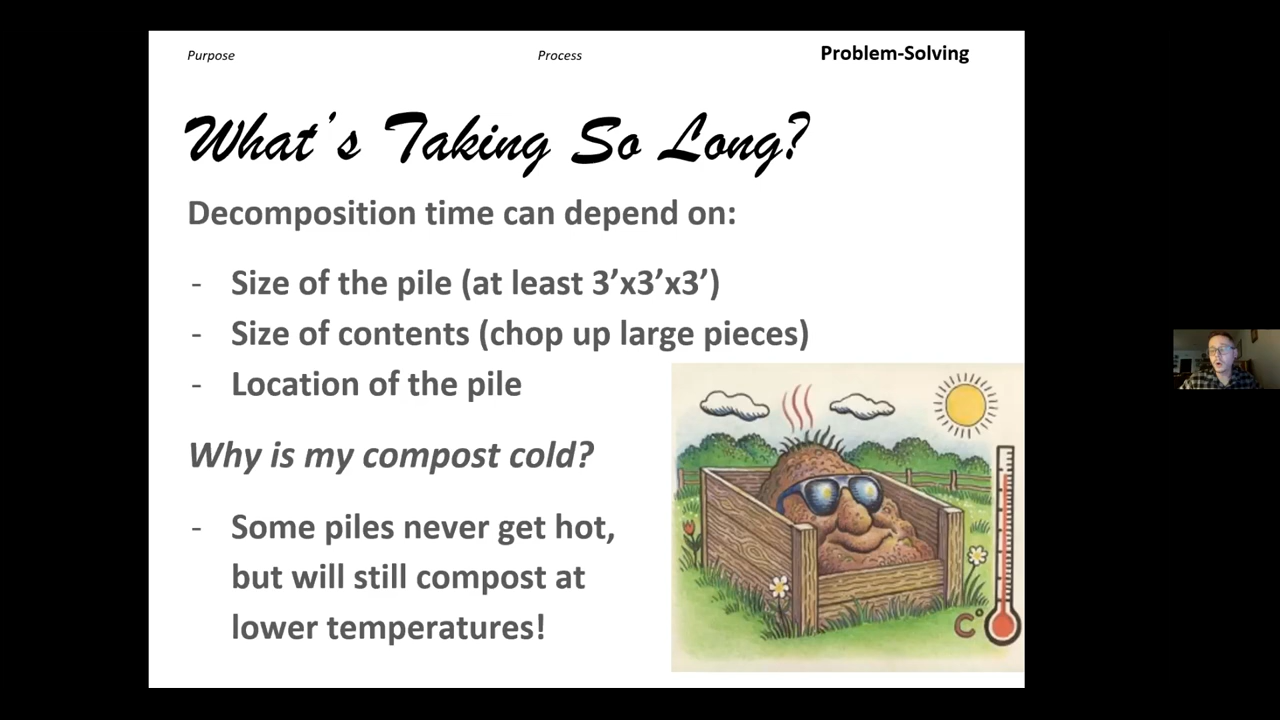 Purpose Process Problem-Solving
What's Taking So Long?
Decomposition time can depend on:
- Size of the pile (at least 3’x3’x3’)
- Size of contents (chop up large pieces)
- Location of the pile
Why is my compost cold?
- Some piles never get hot,
but will still compost at
lower temperatures!
C°